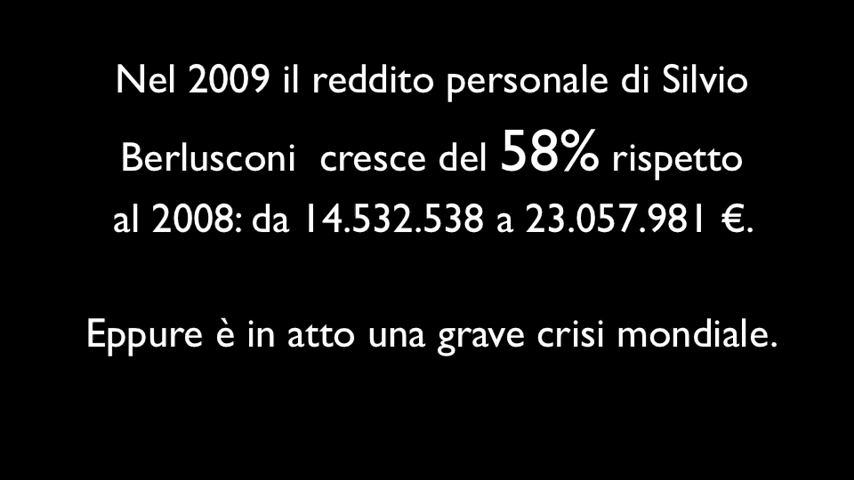 Nel 2009 il reddito personale di Silvio
Berlusconi cresce del 58% rispetto
al 2008: da 14.532.538 a 23.057.981 €.
Eppure è in atto una grave crisi mondiale.